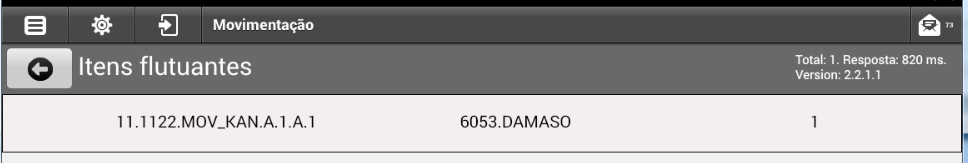 Movimentação
73
Itens flutuantes
Total: 1. Resposta: 820 ms.
Version: 2.2.1.1
11.1122.MOV_KAN.A.1.A.1 6053.DAMASO 1